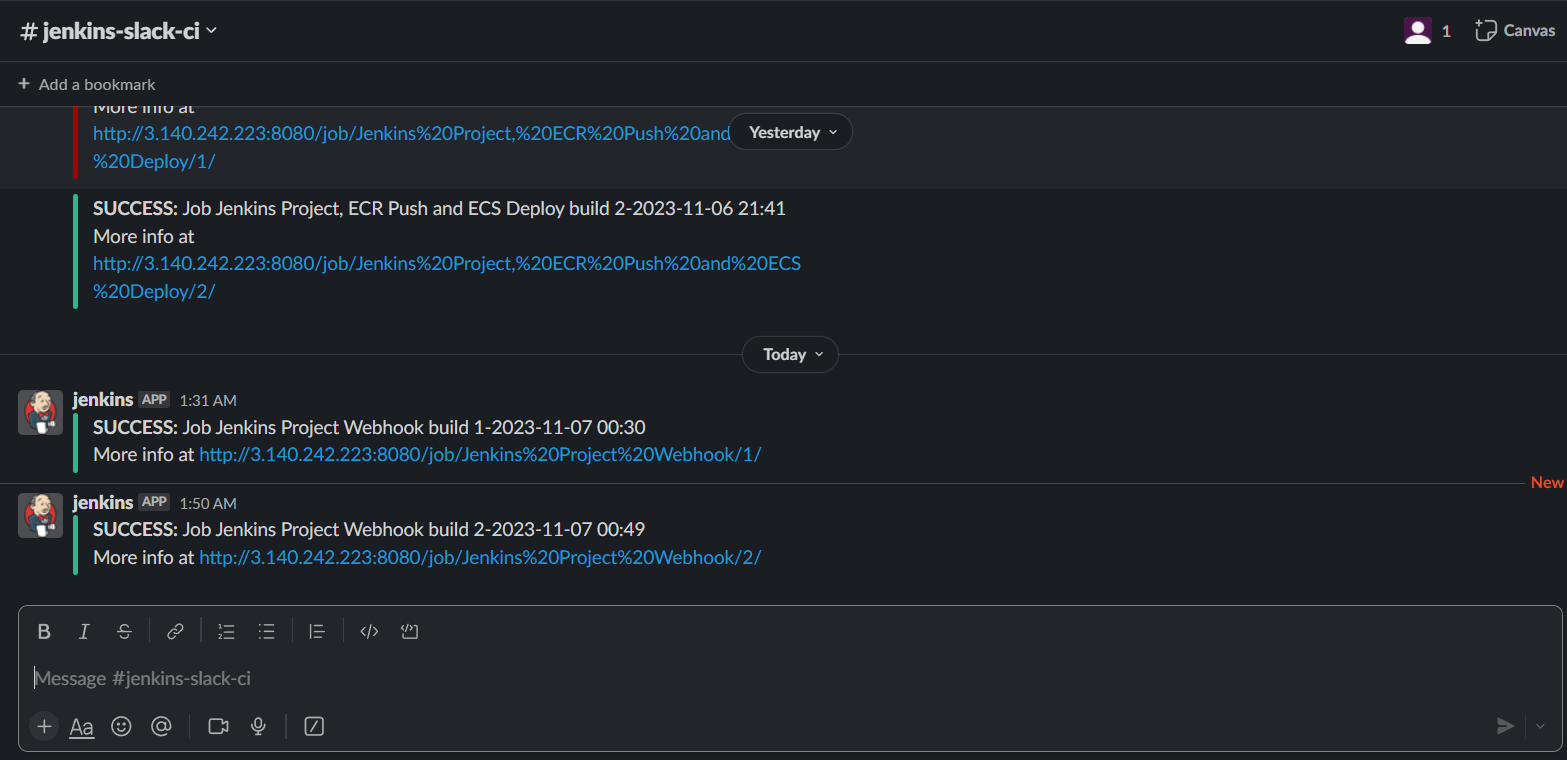 # jenkins-slack-ci
1
Canvas
+ Add a bookmark
More info at
http://3.140.242.223:8080/job/Jenkins%20Project,%20ECR%20Push%20and
%20Deploy/1/
Yesterday
SUCCESS: Job Jenkins Project, ECR Push and ECS Deploy build 2-2023-11-06 21:41
More info at
http://3.140.242.223:8080/job/Jenkins%20Project,%20ECR%20Push%20and%20ECS
%20Deploy/2/
Today
jenkins APP 1:31 AM
SUCCESS: Job Jenkins Project Webhook build 1-2023-11-07 00:30
More info at http://3.140.242.223:8080/job/Jenkins%20Project%20Webhook/1/
New
jenkins APP 1:50 AM
SUCCESS: Job Jenkins Project Webhook build 2-2023-11-07 00:49
More info at http://3.140.242.223:8080/job/Jenkins%20Project%20Webhook/2/
Message #jenkins-slack-ci
Aa